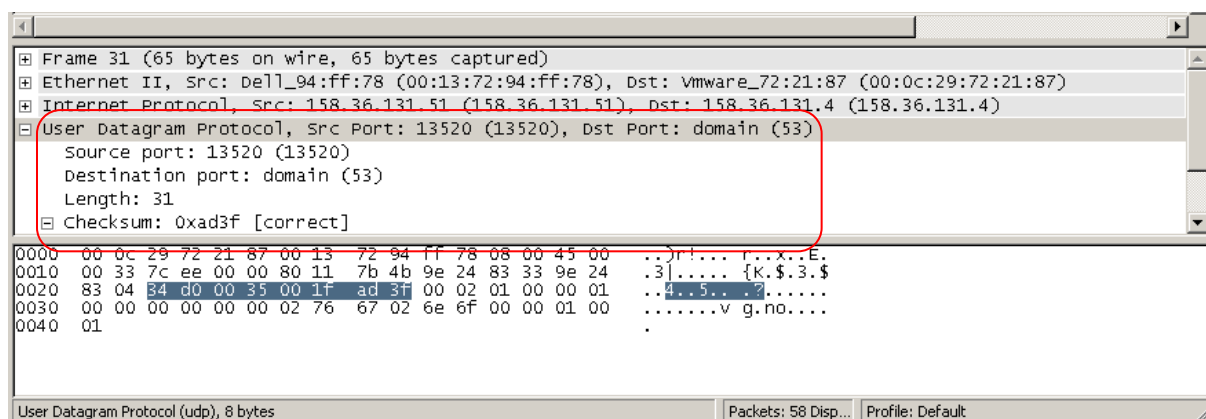 Frame 31 (65 bytes on wire, 65 bytes captured)
Ethernet II, Src: Dell_94:ff:78 (00:13:72:94:ff:78), Dst: Vmware_72:21:87 (00:0c:29:72:21:87)
Internet Protocol, Src: 158.36.131.51 (158.36.131.51), Dst: 158.36.131.4 (158.36.131.4)
User Datagram Protocol, Src Port: 13520 (13520), Dst Port: domain (53)
Source port: 13520 (13520)
Destination port: domain (53)
Length: 31
Checksum: 0xad3f [correct]
0000 00 0c 29 72 21 87 00 13 72 94 ff 78 08 00 45 00 ..)r!... r..x..E.
0010 00 33 7c ee 00 00 80 11 7b 4b 9e 24 83 33 9e 24 .3|..... {K.$.3.$
0020 83 04 34 d0 00 35 00 1f ad 3f 00 02 01 00 00 01 ..4..5.. .?......
0030 00 00 00 00 00 00 02 76 67 02 6e 6f 00 00 01 00 .......v g.no....
0040 01 .
User Datagram Protocol (udp), 8 bytes Packets: 58 Disp... Profile: Default